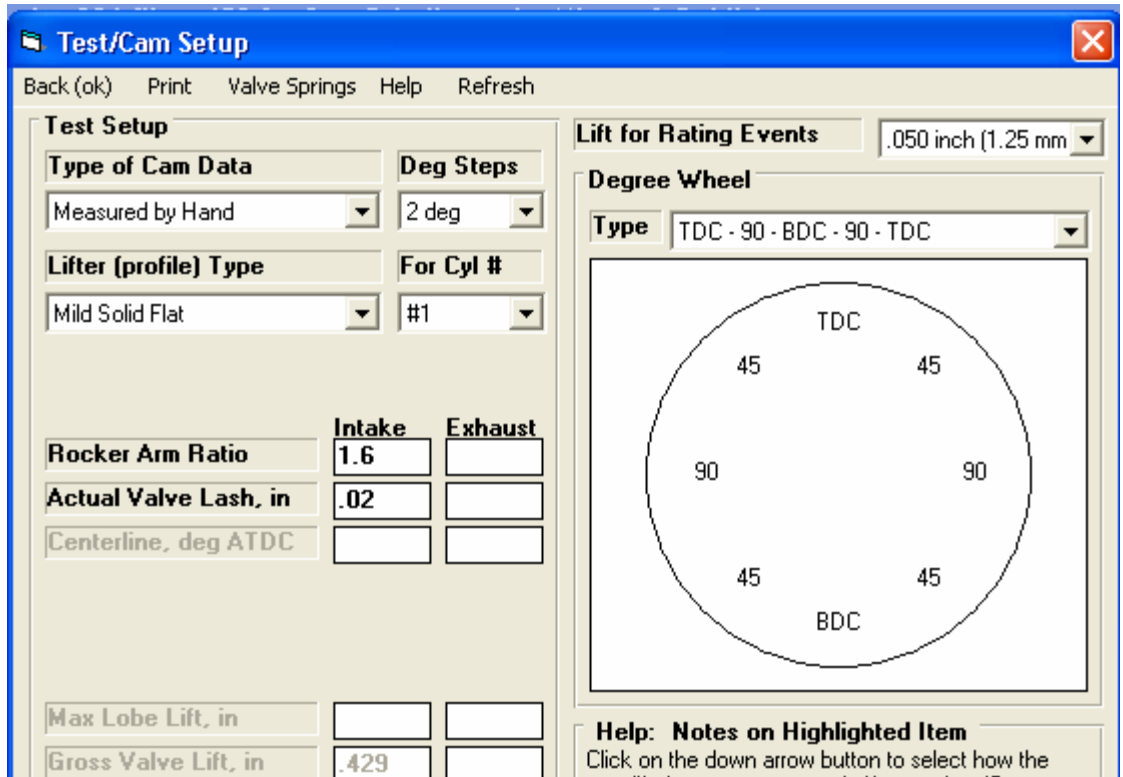 Test/Cam Setup
Back (ok) Print Valve Springs Help Refresh
Test Setup
Type of Cam Data Deg Steps
Measured by Hand 2 deg
Lifter (profile) Type For Cyl #
Mild Solid Flat #1
Intake Exhaust
Rocker Arm Ratio 1.6
Actual Valve Lash, in .02
Centerline, deg ATDC
Max Lobe Lift, in
Gross Valve Lift, in .429
Lift for Rating Events .050 inch (1.25 mm
Degree Wheel
Type TDC - 90 - BDC - 90 - TDC
TDC
45 45
90 90
45 45
BDC
Help: Notes on Highlighted Item
Click on the down arrow button to select how the